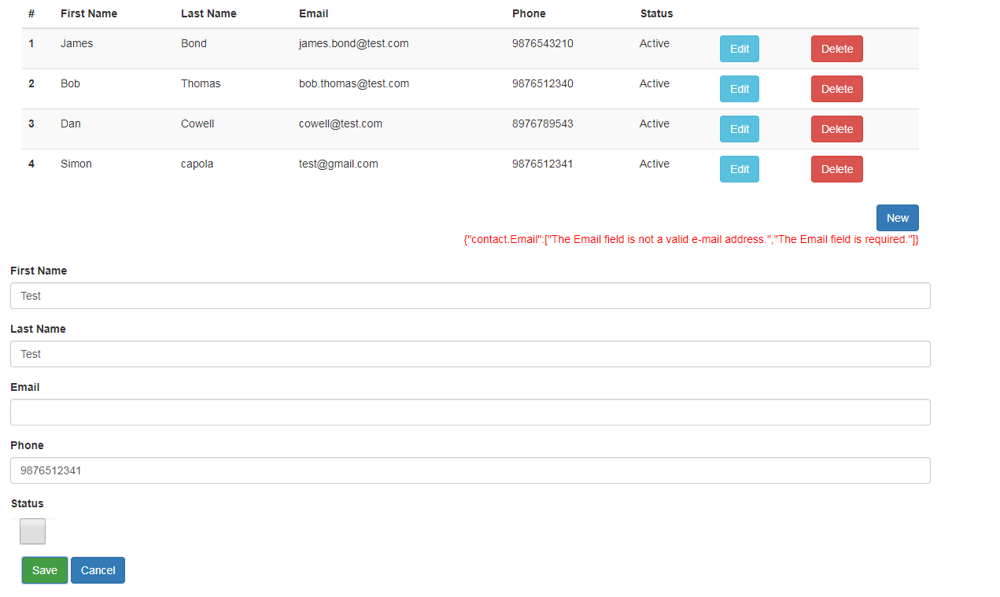 # First Name Last Name Email Phone Status
1 James Bond james.bond@test.com 9876543210 Active Edit Delete
2 Bob Thomas bob.thomas@test.com 9876512340 Active Edit Delete
3 Dan Cowell cowell@test.com 8976789543 Active Edit Delete
4 Simon capola test@gmail.com 9876512341 Active Edit Delete
New
{"contact.Email":["The Email field is not a valid e-mail address.","The Email field is required."]}
First Name
Test
Last Name
Test
Email
Phone
9876512341
Status
Save Cancel